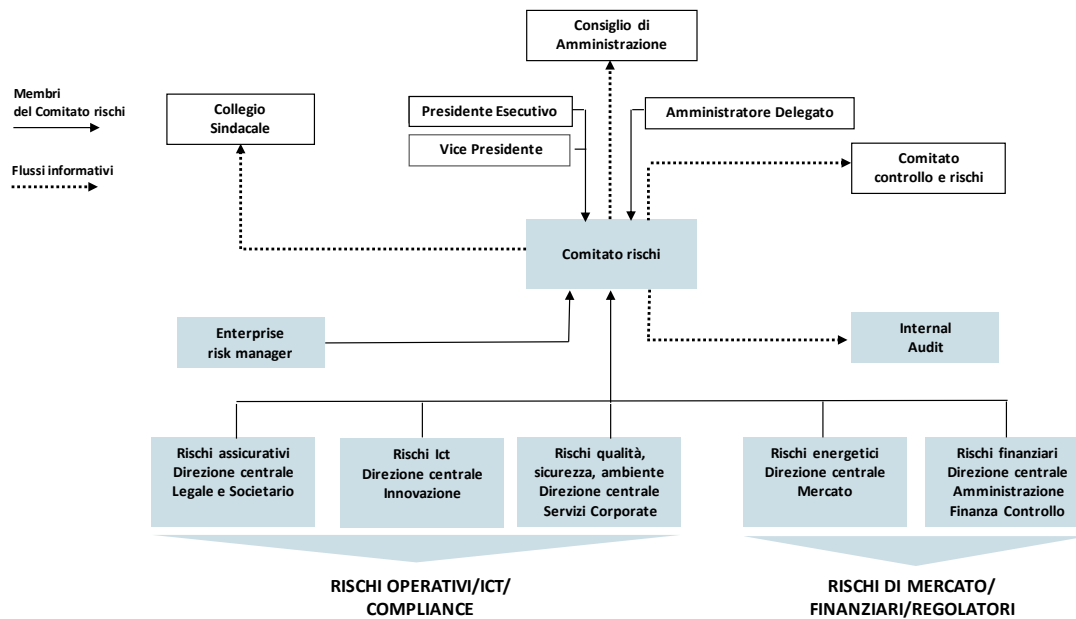 Consiglio di
Amministrazione
Membri
del Comitato rischi
Collegio
Sindacale
Presidente Esecutivo
Amministratore Delegato
Vice Presidente
Flussi informativi
Comitato
controllo e rischi
Comitato rischi
Enterprise
risk manager
Internal
Audit
Rischi assicurativi
Direzione centrale
Legale e Societario
Rischi Ict
Direzione centrale
Innovazione
Rischi qualità,
sicurezza, ambiente
Direzione centrale
Servizi Corporate
Rischi energetici
Direzione centrale
Mercato
Rischi finanziari
Direzione centrale
Amministrazione
Finanza Controllo
RISCHI OPERATIVI/ICT/
COMPLIANCE
RISCHI DI MERCATO/
FINANZIARI/REGOLATORI